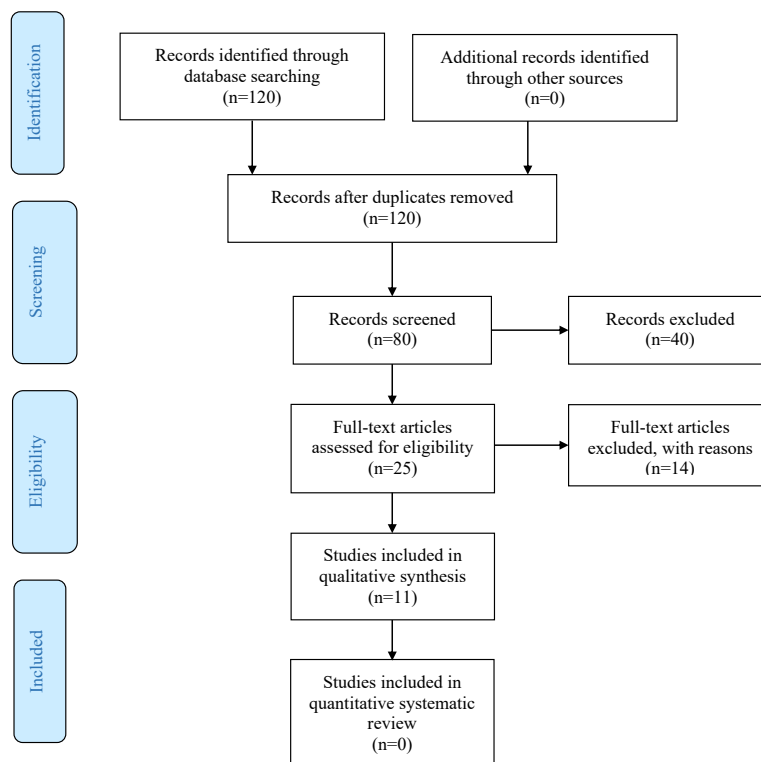 Identification
Records identified through
database searching
(n=120)
Additional records identified
through other sources
(n=0)
Records after duplicates removed
(n=120)
Screening
Records screened
(n=80)
Records excluded
(n=40)
Eligibility
Full-text articles
assessed for eligibility
(n=25)
Full-text articles
excluded, with reasons
(n=14)
Studies included in
qualitative synthesis
(n=11)
Included
Studies included in
quantitative systematic
review
(n=0)